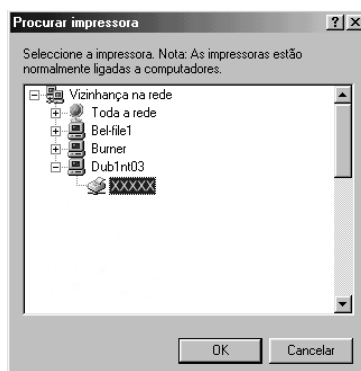 Procurar impressora
Seleccione a impressora. Nota: As impressoras estão
normalmente ligadas a computadores.
Vizinhança na rede
Toda a rede
Bel-file1
Burner
Dub1nt03
XXXXX
OK
Cancelar